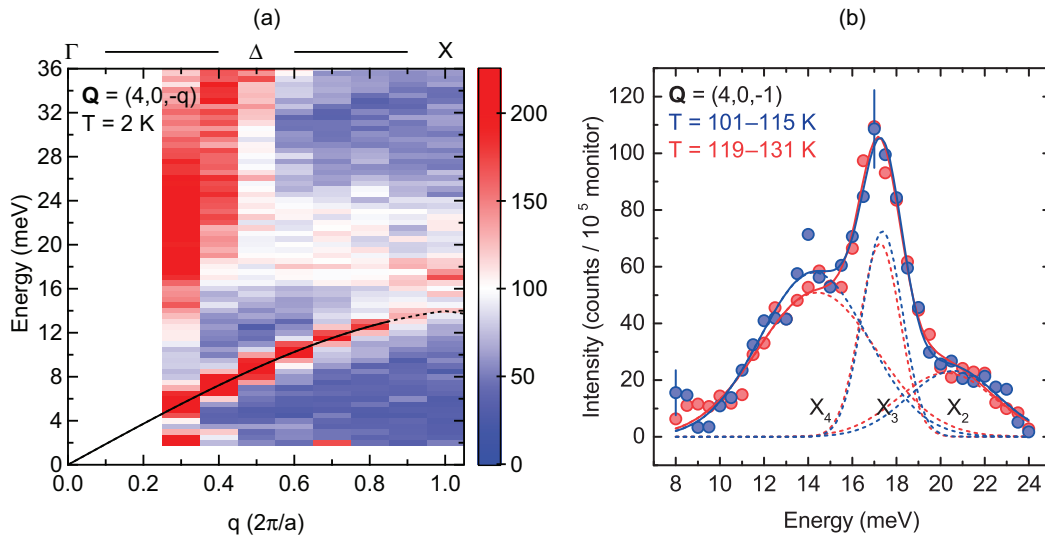 (a)
(b)
Γ Δ X
36
32
28
24
20
16
12
8
4
0
Energy (meV)
Q = (4,0,-q)
T = 2 K
0.0 0.2 0.4 0.6 0.8 1.0
q (2π/a)
200
150
100
50
0
120
100
80
60
40
20
0
Intensity (counts / 10 5 monitor)
Q = (4,0,-1)
T = 101–115 K
T = 119–131 K
X4 X3 X2
8 10 12 14 16 18 20 22 24
Energy (meV)